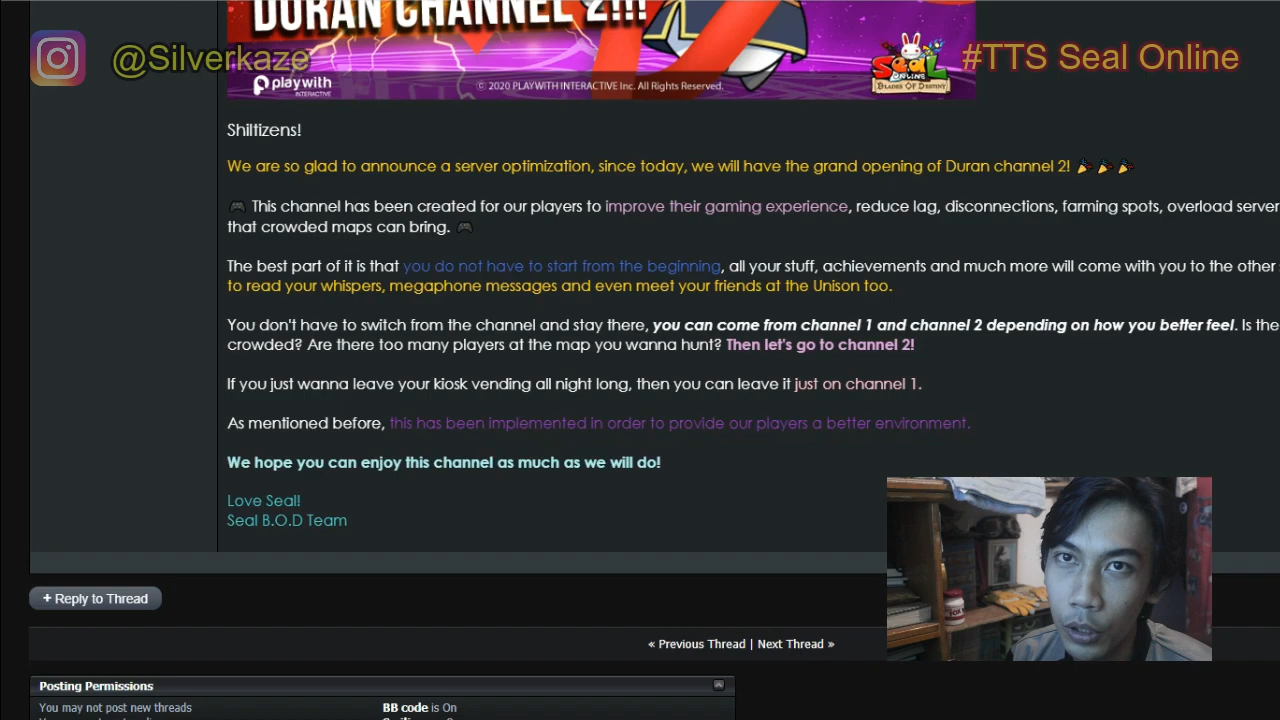 DURAN CHANNEL 2!!!
@Silverkaze
#TTS Seal Online
SEAL
ONLINE
BLADES OF DESTINY
playwith
INTERACTIVE
© 2020 PLAYWITH INTERACTIVE Inc. All Rights Reserved.
Shiltizens!
We are so glad to announce a server optimization, since today, we will have the grand opening of Duran channel 2! 🎉 🎉 🎉
🎮 This channel has been created for our players to improve their gaming experience, reduce lag, disconnections, farming spots, overload server
that crowded maps can bring. 🎮
The best part of it is that you do not have to start from the beginning, all your stuff, achievements and much more will come with you to the other
to read your whispers, megaphone messages and even meet your friends at the Unison too.
You don't have to switch from the channel and stay there, you can come from channel 1 and channel 2 depending on how you better feel. Is the
crowded? Are there too many players at the map you wanna hunt? Then let's go to channel 2!
If you just wanna leave your kiosk vending all night long, then you can leave it just on channel 1.
As mentioned before, this has been implemented in order to provide our players a better environment.
We hope you can enjoy this channel as much as we will do!
Love Seal!
Seal B.O.D Team
+ Reply to Thread
« Previous Thread | Next Thread »
Posting Permissions
You may not post new threads
BB code is On